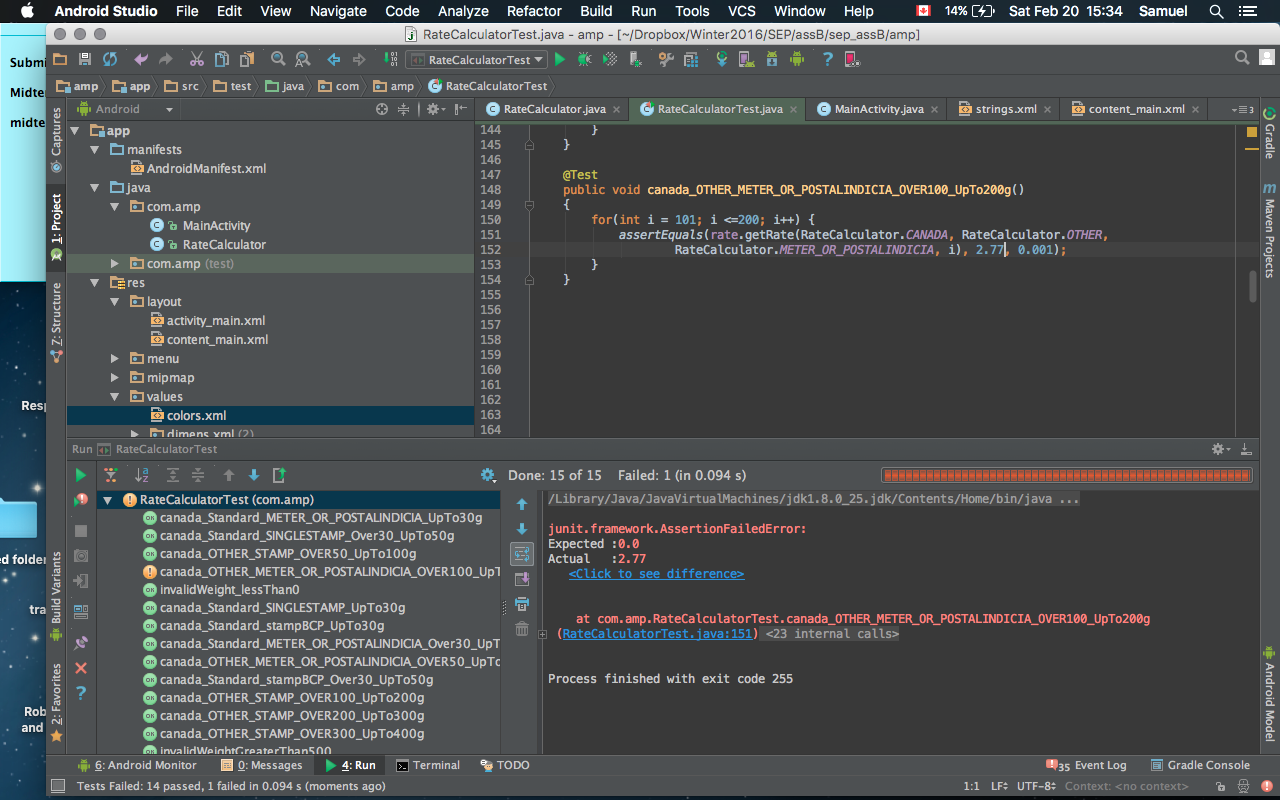 Android Studio File Edit View Navigate Code Analyze Refactor Build Run Tools VCS Window Help 14% Sat Feb 20 15:34 Samuel
RateCalculatorTest.java - amp - [~/Dropbox/Winter2016/SEP/assB/sep_assB/amp]
RateCalculatorTest
amp app src test java com amp RateCalculatorTest
Submi
Midte
midte
Resp
ed folder
tra
Rob
and
Captures
1: Project
Z: Structure
Build Variants
2: Favorites
Android
app
manifests
AndroidManifest.xml
java
com.amp
MainActivity
RateCalculator
com.amp (test)
res
layout
activity_main.xml
content_main.xml
menu
mipmap
values
colors.xml
dimens.xml (2)
RateCalculator.java RateCalculatorTest.java MainActivity.java strings.xml content_main.xml 3
144 }
145 }
146
147 @Test
148 public void canada_OTHER_METER_OR_POSTALINDICIA_OVER100_UpTo200g()
149 {
150 for(int i = 101; i <=200; i++) {
151 assertEquals(rate.getRate(RateCalculator.CANADA, RateCalculator.OTHER,
152 RateCalculator.METER_OR_POSTALINDICIA, i), 2.77, 0.001);
153 }
154 }
155
156
157
158
159
160
161
162
163
164
Gradle
Maven Projects
Android Model
Run RateCalculatorTest
Done: 15 of 15 Failed: 1 (in 0.094 s)
RateCalculatorTest (com.amp)
canada_Standard_METER_OR_POSTALINDICIA_UpTo30g
canada_Standard_SINGLESTAMP_Over30_UpTo50g
canada_OTHER_STAMP_OVER50_UpTo100g
canada_OTHER_METER_OR_POSTALINDICIA_OVER100_UpT
invalidWeight_lessThan0
canada_Standard_SINGLESTAMP_UpTo30g
canada_Standard_stampBCP_UpTo30g
canada_Standard_METER_OR_POSTALINDICIA_Over30_UpT
canada_OTHER_METER_OR_POSTALINDICIA_OVER50_UpTo
canada_Standard_stampBCP_Over30_UpTo50g
canada_OTHER_STAMP_OVER100_UpTo200g
canada_OTHER_STAMP_OVER200_UpTo300g
canada_OTHER_STAMP_OVER300_UpTo400g
invalidWeightGreaterThan500
/Library/Java/JavaVirtualMachines/jdk1.8.0_25.jdk/Contents/Home/bin/java ...
junit.framework.AssertionFailedError:
Expected :0.0
Actual :2.77
<Click to see difference>
at com.amp.RateCalculatorTest.canada_OTHER_METER_OR_POSTALINDICIA_OVER100_UpTo200g
(RateCalculatorTest.java:151) <23 internal calls>
Process finished with exit code 255
6: Android Monitor 0: Messages 4: Run Terminal TODO 35 Event Log Gradle Console
Tests Failed: 14 passed, 1 failed in 0.094 s (moments ago) 1:1 LF UTF-8 Context: <no context>